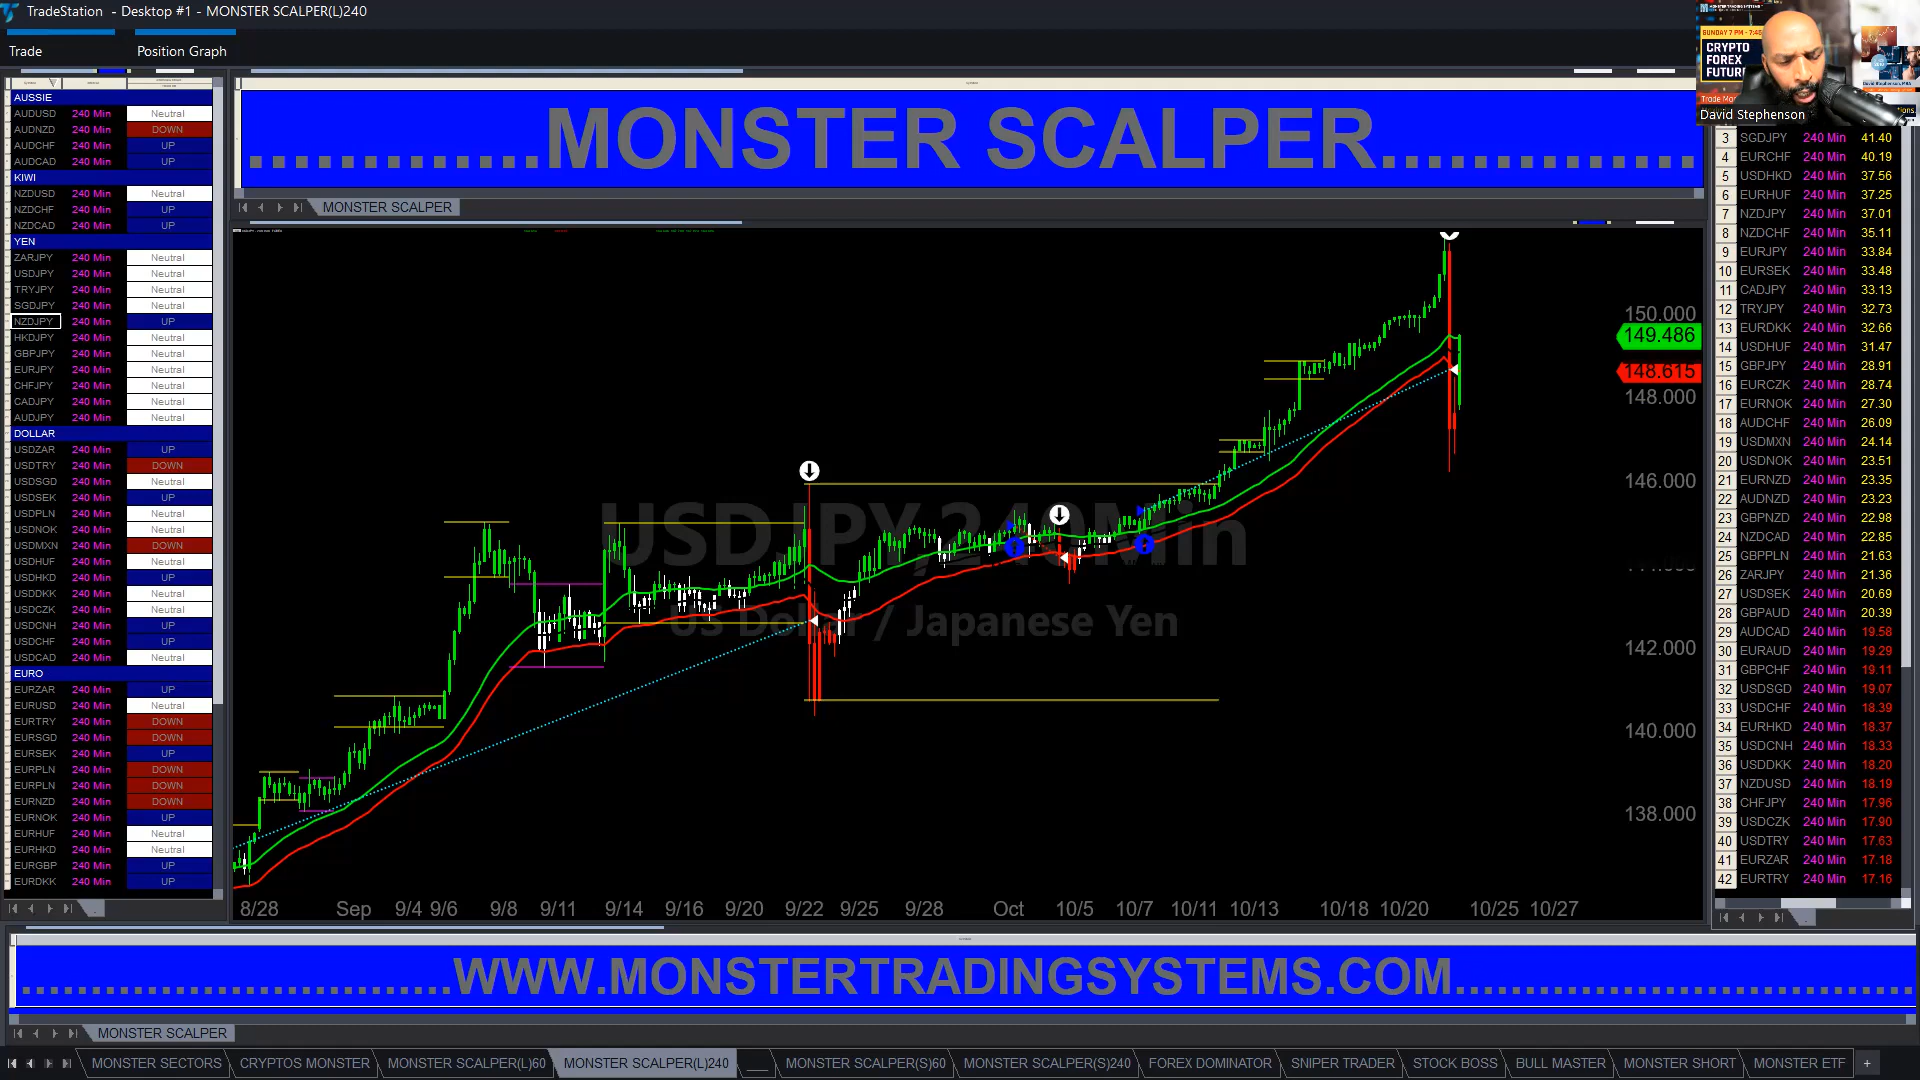 TradeStation - Desktop #1 - MONSTER SCALPER(L)240
Trade
Position Graph
AUSSIE
AUDUSD 240 Min Neutral
AUDNZD 240 Min DOWN
AUDCHF 240 Min UP
AUDCAD 240 Min UP
KIWI
NZDUSD 240 Min Neutral
NZDCHF 240 Min UP
NZDCAD 240 Min UP
YEN
ZARJPY 240 Min Neutral
USDJPY 240 Min Neutral
TRYJPY 240 Min Neutral
SGDJPY 240 Min Neutral
NZDJPY 240 Min UP
HKDJPY 240 Min Neutral
GBPJPY 240 Min Neutral
EURJPY 240 Min Neutral
CHFJPY 240 Min Neutral
CADJPY 240 Min Neutral
AUDJPY 240 Min Neutral
DOLLAR
USDZAR 240 Min UP
USDTRY 240 Min DOWN
USDSGD 240 Min Neutral
USDSEK 240 Min UP
USDPLN 240 Min Neutral
USDNOK 240 Min Neutral
USDMXN 240 Min DOWN
USDHUF 240 Min Neutral
USDHKD 240 Min UP
USDDKK 240 Min Neutral
USDCZK 240 Min Neutral
USDCNH 240 Min UP
USDCHF 240 Min UP
USDCAD 240 Min Neutral
EURO
EURZAR 240 Min UP
EURUSD 240 Min Neutral
EURTRY 240 Min DOWN
EURSGD 240 Min DOWN
EURSEK 240 Min UP
EURPLN 240 Min DOWN
EURPLN 240 Min DOWN
EURNZD 240 Min DOWN
EURNOK 240 Min UP
EURHUF 240 Min Neutral
EURHKD 240 Min Neutral
EURGBP 240 Min UP
EURDKK 240 Min UP
...............MONSTER SCALPER................
MONSTER SCALPER
USDJPY,240Min
US Dollar / Japanese Yen
150.000
149.486
148.615
148.000
146.000
142.000
140.000
138.000
8/28 Sep 9/4 9/6 9/8 9/11 9/14 9/16 9/20 9/22 9/25 9/28 Oct 10/5 10/7 10/11 10/13 10/18 10/20 10/25 10/27
SUNDAY 7 PM - 7:45
CRYPTO
FOREX
FUTUR
David Stephenson
3 SGDJPY 240 Min 41.40
4 EURCHF 240 Min 40.19
5 USDHKD 240 Min 37.56
6 EURHUF 240 Min 37.25
7 NZDJPY 240 Min 37.01
8 NZDCHF 240 Min 35.11
9 EURJPY 240 Min 33.84
10 EURSEK 240 Min 33.48
11 CADJPY 240 Min 33.13
12 TRYJPY 240 Min 32.73
13 EURDKK 240 Min 32.66
14 USDHUF 240 Min 31.47
15 GBPJPY 240 Min 28.91
16 EURCZK 240 Min 28.74
17 EURNOK 240 Min 27.30
18 AUDCHF 240 Min 26.09
19 USDMXN 240 Min 24.14
20 USDNOK 240 Min 23.51
21 EURNZD 240 Min 23.35
22 AUDNZD 240 Min 23.23
23 GBPNZD 240 Min 22.98
24 NZDCAD 240 Min 22.85
25 GBPPLN 240 Min 21.63
26 ZARJPY 240 Min 21.36
27 USDSEK 240 Min 20.69
28 GBPAUD 240 Min 20.39
29 AUDCAD 240 Min 19.58
30 EURAUD 240 Min 19.29
31 GBPCHF 240 Min 19.11
32 USDSGD 240 Min 19.07
33 USDCHF 240 Min 18.39
34 EURHKD 240 Min 18.37
35 USDCNH 240 Min 18.33
36 USDDKK 240 Min 18.20
37 NZDUSD 240 Min 18.19
38 CHFJPY 240 Min 17.96
39 USDCZK 240 Min 17.90
40 USDTRY 240 Min 17.63
41 EURZAR 240 Min 17.18
42 EURTRY 240 Min 17.16
.............................WWW.MONSTERTRADINGSYSTEMS.COM..............................
MONSTER SCALPER
MONSTER SECTORS CRYPTOS MONSTER MONSTER SCALPER(L)60 MONSTER SCALPER(L)240 ___ MONSTER SCALPER(S)60 MONSTER SCALPER(S)240 FOREX DOMINATOR SNIPER TRADER STOCK BOSS BULL MASTER MONSTER SHORT MONSTER ETF +